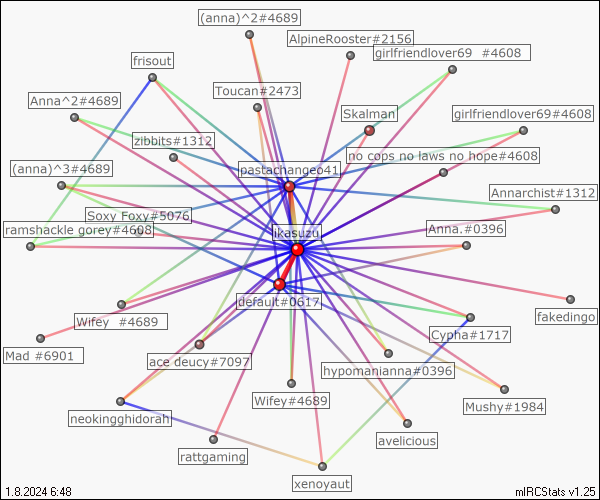 (anna)^2#4689
AlpineRooster#2156
girlfriendlover69  #4608
frisout
Toucan#2473
Anna^2#4689
Skalman
girlfriendlover69#4608
zibbits#1312
no cops no laws no hope#4608
(anna)^3#4689
pastachangeo41
Annarchist#1312
Soxy Foxy#5076
ramshackle gorey#4608
Anna.#0396
ikasuzu
default#0617
fakedingo
Wifey  #4689
Cypha#1717
Mad #6901
ace deucy#7097
hypomanianna#0396
Wifey#4689
Mushy#1984
neokingghidorah
avelicious
rattgaming
xenoyaut
1.8.2024 6:48
mIRCStats v1.25